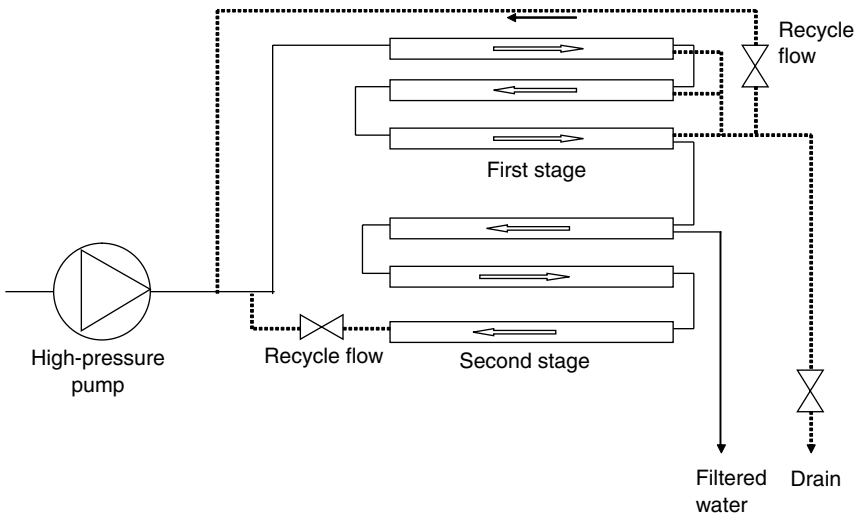 Recycle
flow
First stage
High-pressure
pump
Recycle flow
Second stage
Filtered
water
Drain